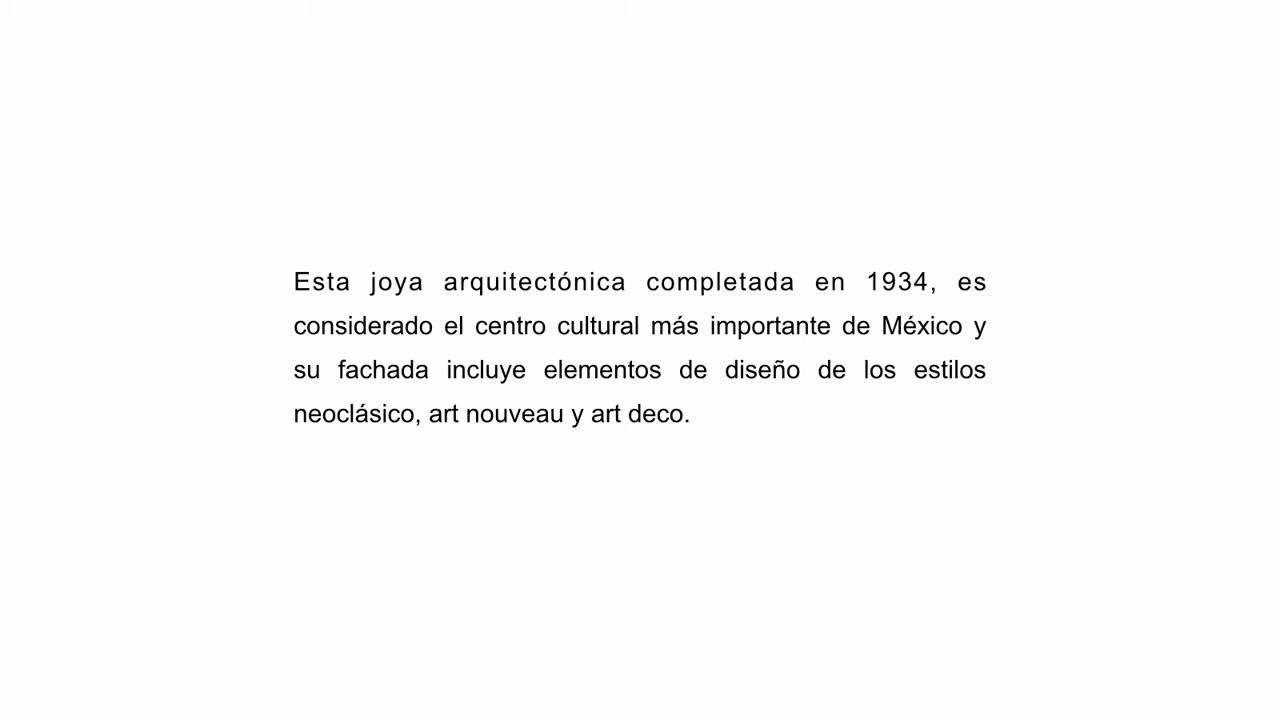 Esta joya arquitectónica completada en 1934, es
considerado el centro cultural más importante de México y
su fachada incluye elementos de diseño de los estilos
neoclásico, art nouveau y art deco.